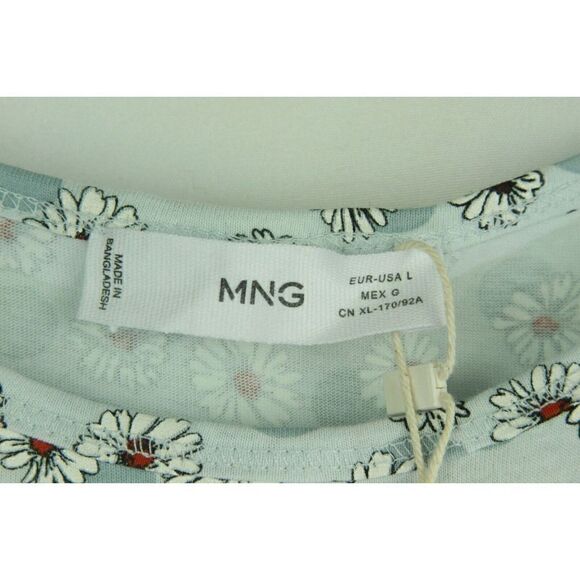 MADE IN
BANGLADESH
MNG
EUR-USA L
MEX G
CN XL-170/92A